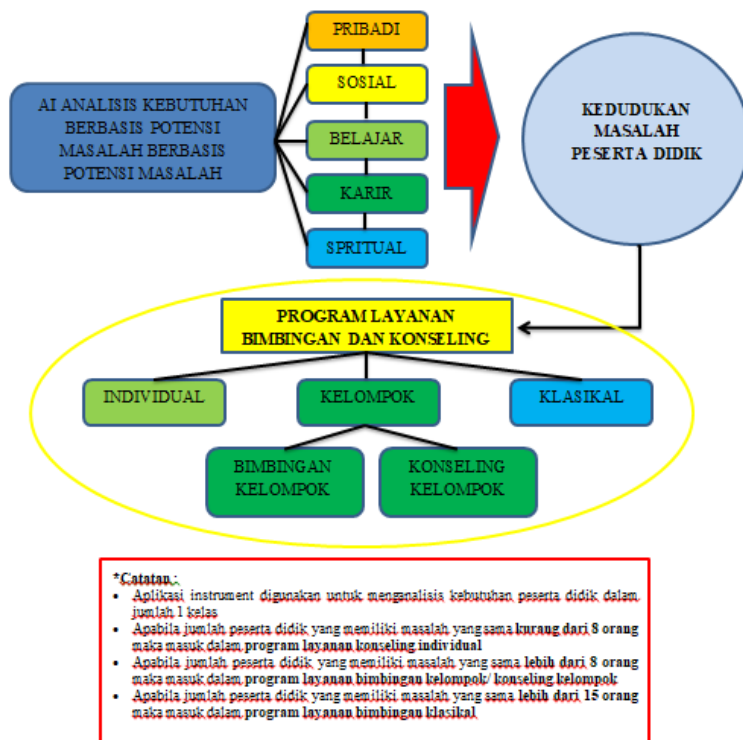 PRIBADI
SOSIAL
AI ANALISIS KEBUTUHAN
BERBASIS POTENSI
MASALAH BERBASIS
POTENSI MASALAH
BELAJAR
KARIR
SPRITUAL
KEDUDUKAN
MASALAH
PESERTA DIDIK
PROGRAM LAYANAN
BIMBINGAN DAN KONSELING
INDIVIDUAL
KELOMPOK
KLASIKAL
BIMBINGAN
KELOMPOK
KONSELING
KELOMPOK
*Catatan :
• Aplikasi instrument digunakan untuk menganalisis kebutuhan peserta didik dalam
jumlah 1 kelas
• Apabila jumlah peserta didik yang memiliki masalah yang sama kurang dari 8 orang
maka masuk dalam program layanan konseling individual
• Apabila jumlah peserta didik yang memiliki masalah yang sama lebih dari 8 orang
maka masuk dalam program layanan bimbingan kelompok/ konseling kelompok
• Apabila jumlah peserta didik yang memiliki masalah yang sama lebih dari 15 orang
maka masuk dalam program layanan bimbingan klasikal